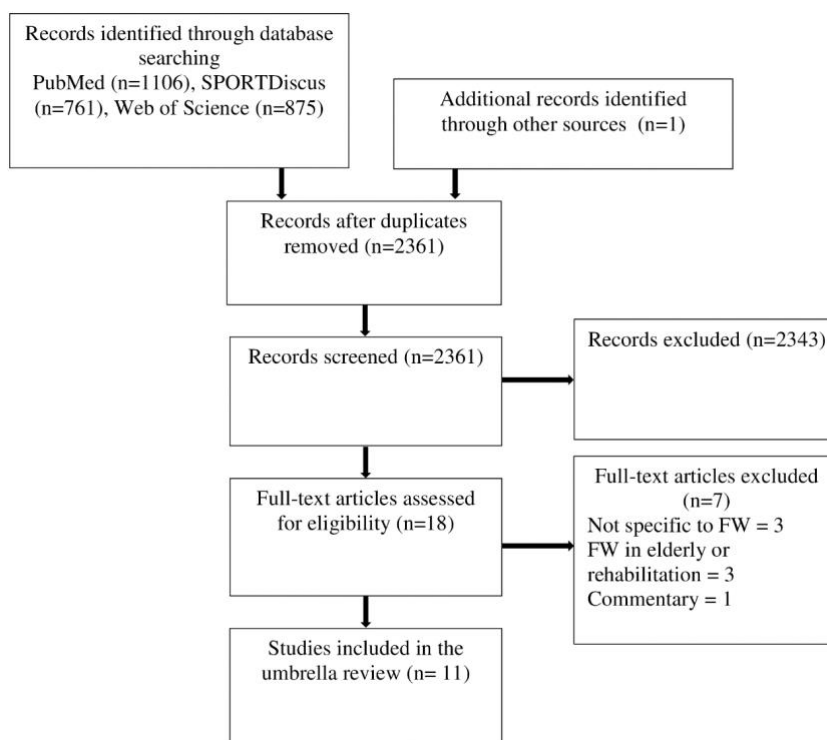 Records identified through database
searching
PubMed (n=1106), SPORTDiscus
(n=761), Web of Science (n=875)
Additional records identified
through other sources (n=1)
Records after duplicates
removed (n=2361)
Records screened (n=2361)
Records excluded (n=2343)
Full-text articles assessed
for eligibility (n=18)
Full-text articles excluded
(n=7)
Not specific to FW = 3
FW in elderly or
rehabilitation = 3
Commentary = 1
Studies included in the
umbrella review (n= 11)